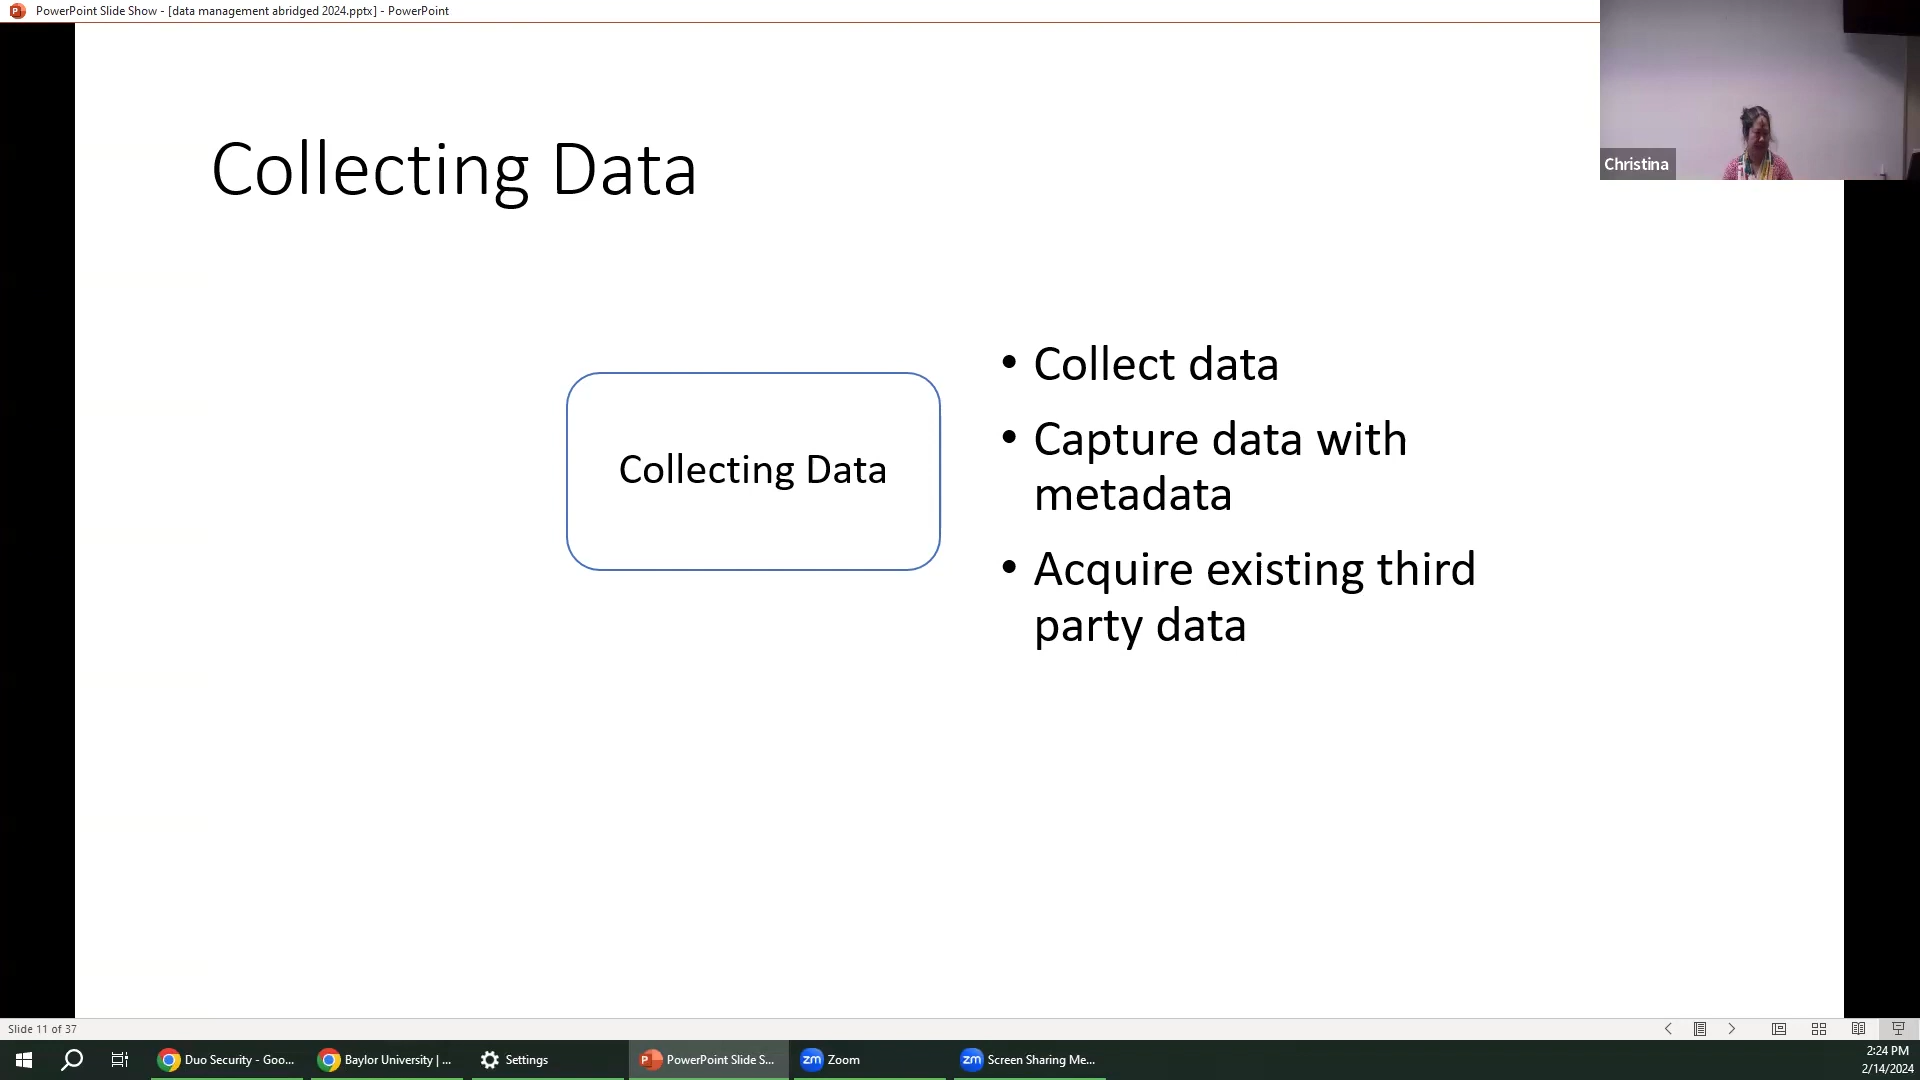 PowerPoint Slide Show - [data management abridged 2024.pptx] - PowerPoint
Christina
Collecting Data
Collecting Data
• Collect data
• Capture data with
metadata
• Acquire existing third
party data
Slide 11 of 37
Duo Security - Goo...
Baylor University | ...
Settings
PowerPoint Slide S...
zm Zoom
zm Screen Sharing Me...
2:24 PM
2/14/2024